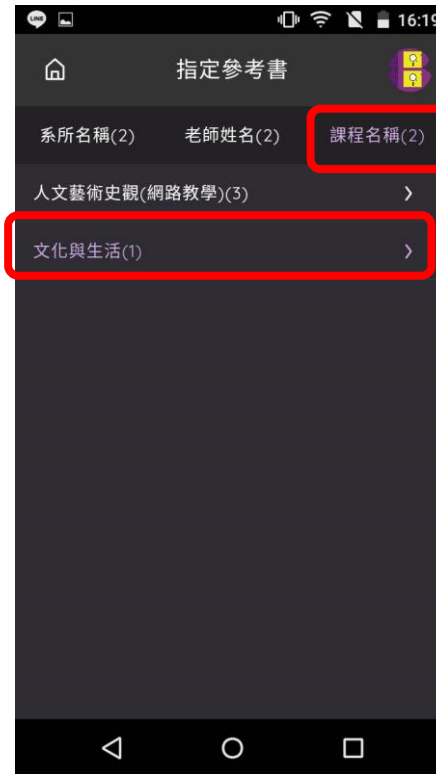 LINE
16:19
指定參考書
系所名稱(2) 老師姓名(2) 課程名稱(2)
人文藝術史觀(網路教學)(3)
文化與生活(1)